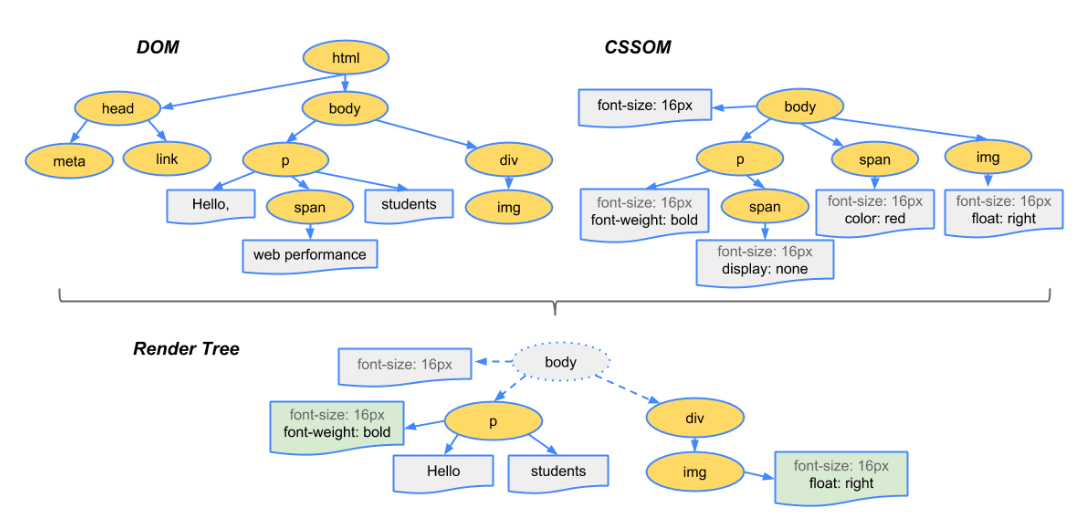 DOM
CSSOM
html
head
body
font-size: 16px
body
meta
link
p
div
p
span
img
Hello,
span
students
img
font-size: 16px
font-weight: bold
span
font-size: 16px
color: red
font-size: 16px
float: right
web performance
font-size: 16px
display: none
Render Tree
font-size: 16px
body
font-size: 16px
font-weight: bold
p
div
Hello
students
img
font-size: 16px
float: right